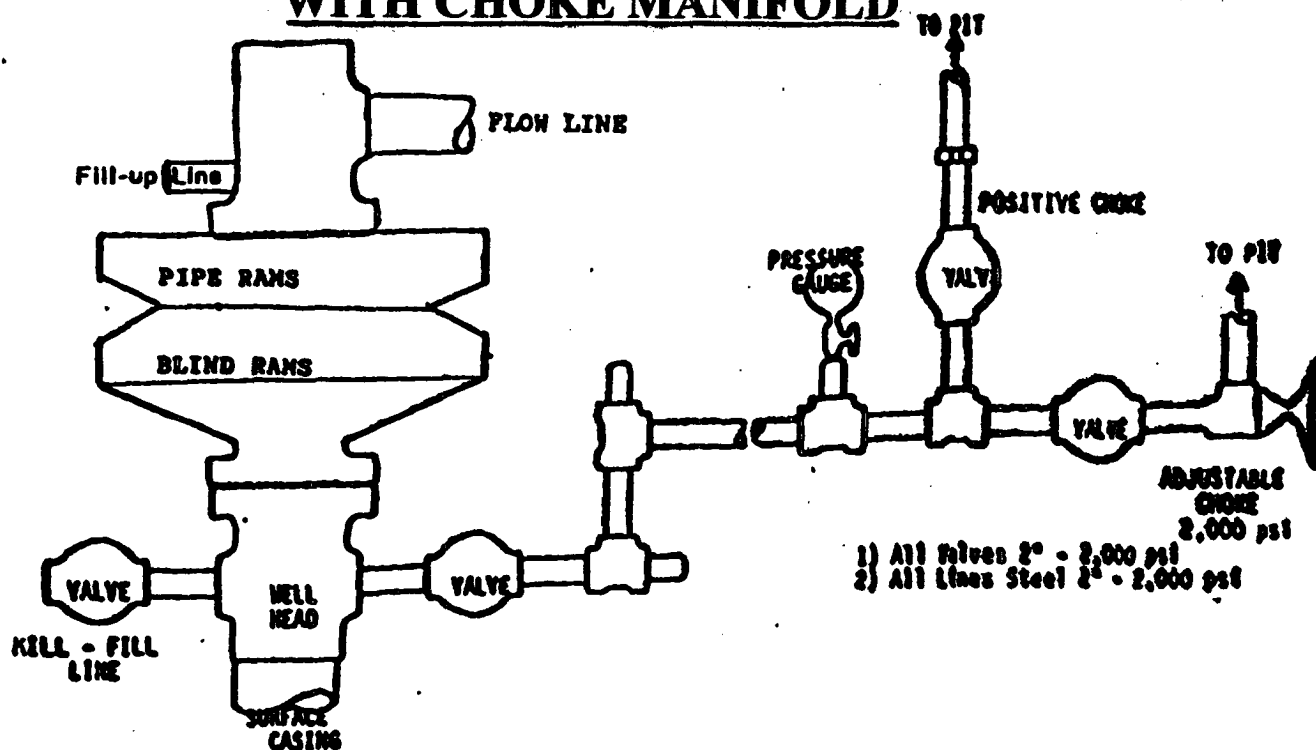 WITH CHOKE MANIFOLD
TO PIT
FLOW LINE
Fill-up Line
POSITIVE CHOKE
PRESSURE
GAUGE
VALV
TO PIT
PIPE RAMS
BLIND RAMS
VALVE
ADJUSTABLE
CHOKE
2,000 psi
1) All Valves 2" - 2,000 psi
2) All Lines Steel 2" - 2,000 psi
VALVE
WELL
HEAD
VALVE
KILL - FILL
LINE
SURFACE
CASING